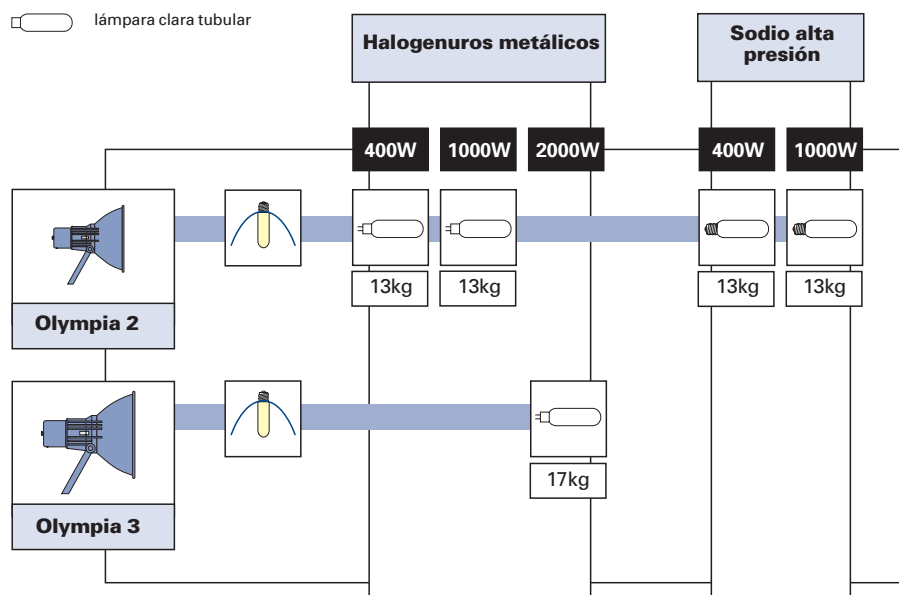 lámpara clara tubular
Halogenuros metálicos
Sodio alta
presión
400W 1000W 2000W 400W 1000W
13kg 13kg 13kg 13kg
Olympia 2
17kg
Olympia 3